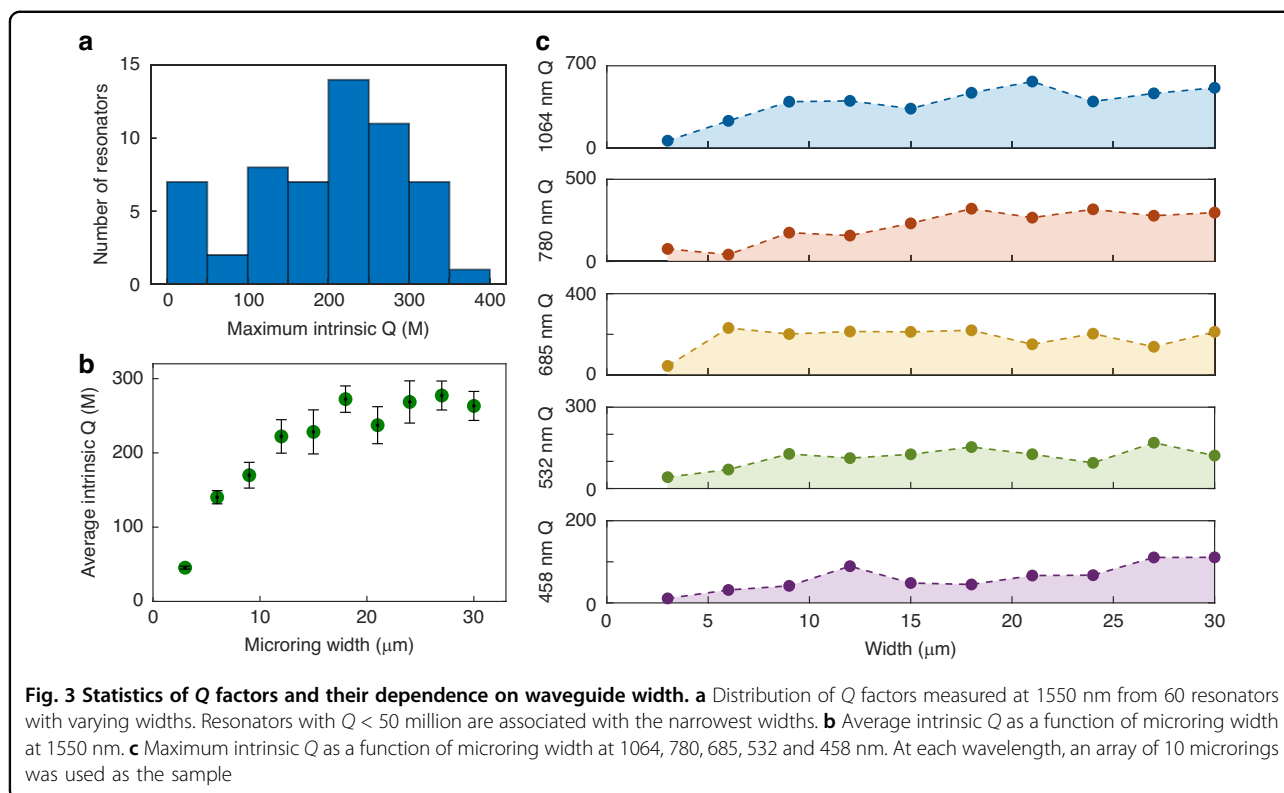 a
15
10
5
0
Number of resonators
0 100 200 300 400
Maximum intrinsic Q (M)
b
300
200
100
0
Average intrinsic Q (M)
0 10 20 30
Microring width (μm)
c
700
0
1064 nm Q
500
0
780 nm Q
400
0
685 nm Q
300
0
532 nm Q
200
0
458 nm Q
0 5 10 15 20 25 30
Width (μm)
Fig. 3 Statistics of Q factors and their dependence on waveguide width. a Distribution of Q factors measured at 1550 nm from 60 resonators
with varying widths. Resonators with Q < 50 million are associated with the narrowest widths. b Average intrinsic Q as a function of microring width
at 1550 nm. c Maximum intrinsic Q as a function of microring width at 1064, 780, 685, 532 and 458 nm. At each wavelength, an array of 10 microrings
was used as the sample